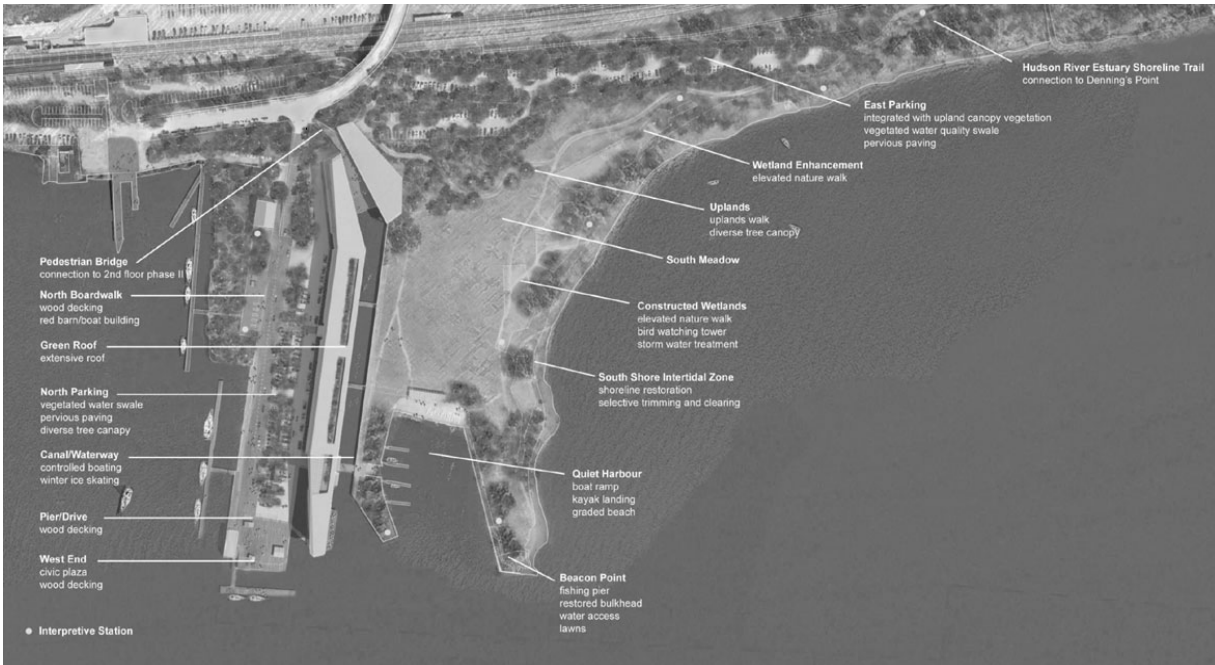 Hudson River Estuary Shoreline Trail
connection to Denning's Point
East Parking
integrated with upland canopy vegetation
vegetated water quality swale
pervious paving
Wetland Enhancement
elevated nature walk
Uplands
uplands walk
diverse tree canopy
South Meadow
Constructed Wetlands
elevated nature walk
bird watching tower
storm water treatment
South Shore Intertidal Zone
shoreline restoration
selective trimming and clearing
Quiet Harbour
boat ramp
kayak landing
graded beach
Beacon Point
fishing pier
restored bulkhead
water access
lawns
Pedestrian Bridge
connection to 2nd floor phase II
North Boardwalk
wood decking
red barn/boat building
Green Roof
extensive roof
North Parking
vegetated water swale
pervious paving
diverse tree canopy
Canal/Waterway
controlled boating
winter ice skating
Pier/Drive
wood decking
West End
civic plaza
wood decking
Interpretive Station